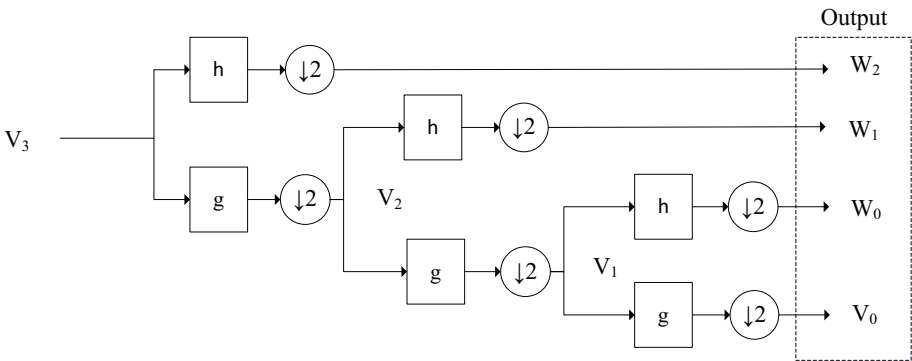 Output
h ↓2 W₂
h ↓2 W₁
V₃
g ↓2 V₂
h ↓2 W₀
g ↓2 V₁
g ↓2 V₀